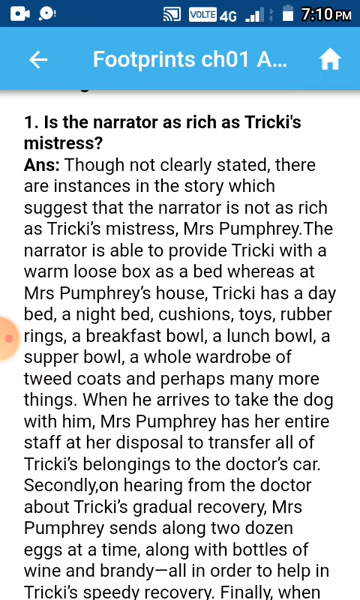 VOLTE 4G 7:10 PM
Footprints ch01 A...
1. Is the narrator as rich as Tricki's
mistress?
Ans: Though not clearly stated, there
are instances in the story which
suggest that the narrator is not as rich
as Tricki's mistress, Mrs Pumphrey.The
narrator is able to provide Tricki with a
warm loose box as a bed whereas at
Mrs Pumphrey's house, Tricki has a day
bed, a night bed, cushions, toys, rubber
rings, a breakfast bowl, a lunch bowl, a
supper bowl, a whole wardrobe of
tweed coats and perhaps many more
things. When he arrives to take the dog
with him, Mrs Pumphrey has her entire
staff at her disposal to transfer all of
Tricki's belongings to the doctor's car.
Secondly,on hearing from the doctor
about Tricki's gradual recovery, Mrs
Pumphrey sends along two dozen
eggs at a time, along with bottles of
wine and brandy—all in order to help in
Tricki's speedy recovery. Finally, when